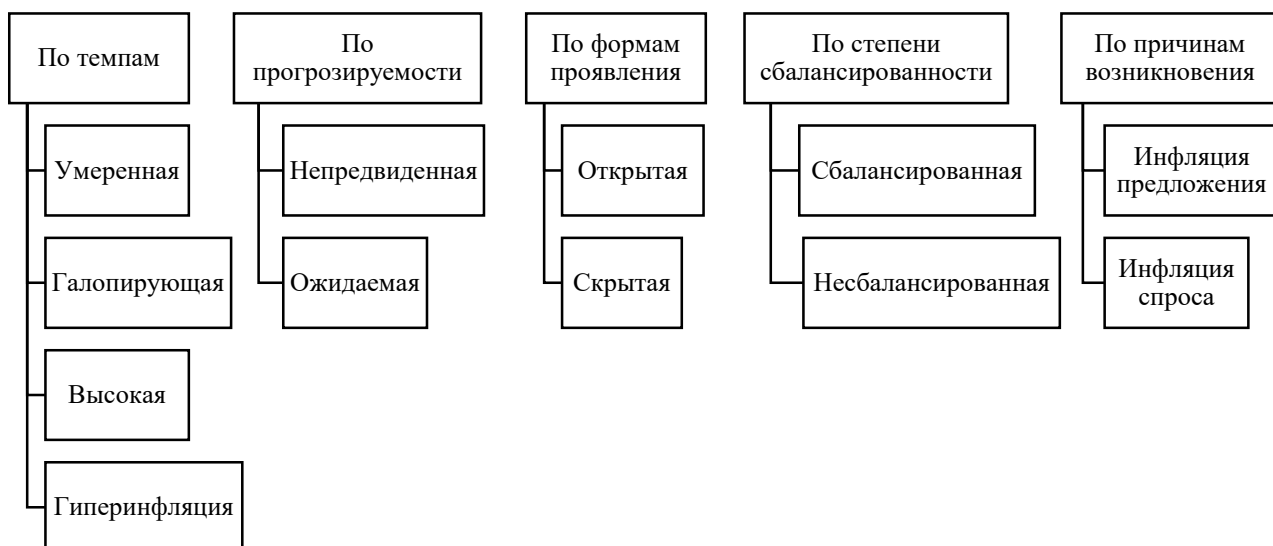 По темпам
Умеренная
Галопирующая
Высокая
Гиперинфляция
По
прогрозируемости
Непредвиденная
Ожидаемая
По формам
проявления
Открытая
Скрытая
По степени
сбалансированности
Сбалансированная
Несбалансированная
По причинам
возникновения
Инфляция
предложения
Инфляция
спроса